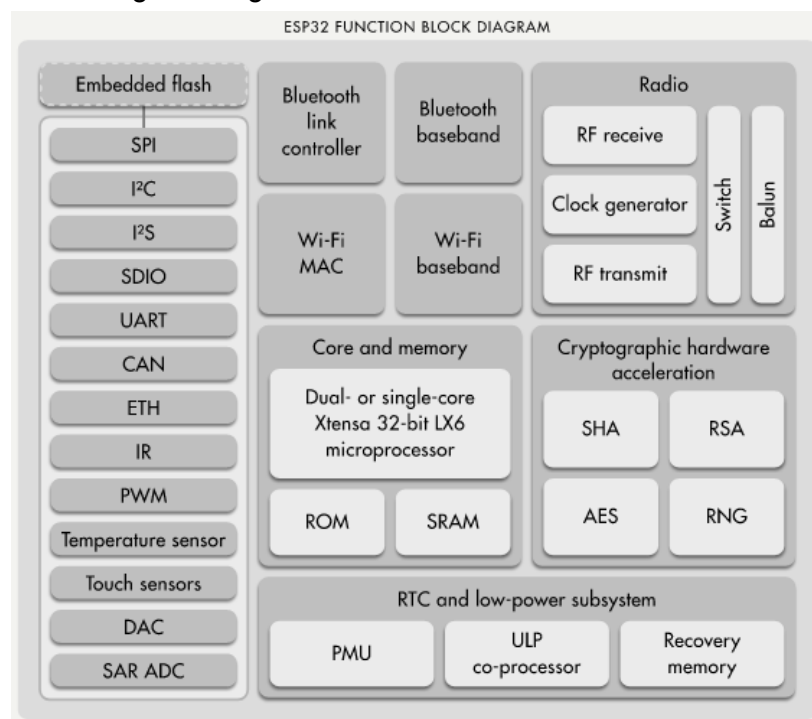 ESP32 FUNCTION BLOCK DIAGRAM
Embedded flash
SPI
I²C
I²S
SDIO
UART
CAN
ETH
IR
PWM
Temperature sensor
Touch sensors
DAC
SAR ADC
Bluetooth
link
controller
Bluetooth
baseband
Wi-Fi
MAC
Wi-Fi
baseband
Radio
RF receive
Clock generator
RF transmit
Switch
Balun
Core and memory
Dual- or single-core
Xtensa 32-bit LX6
microprocessor
ROM
SRAM
Cryptographic hardware
acceleration
SHA
RSA
AES
RNG
RTC and low-power subsystem
PMU
ULP
co-processor
Recovery
memory